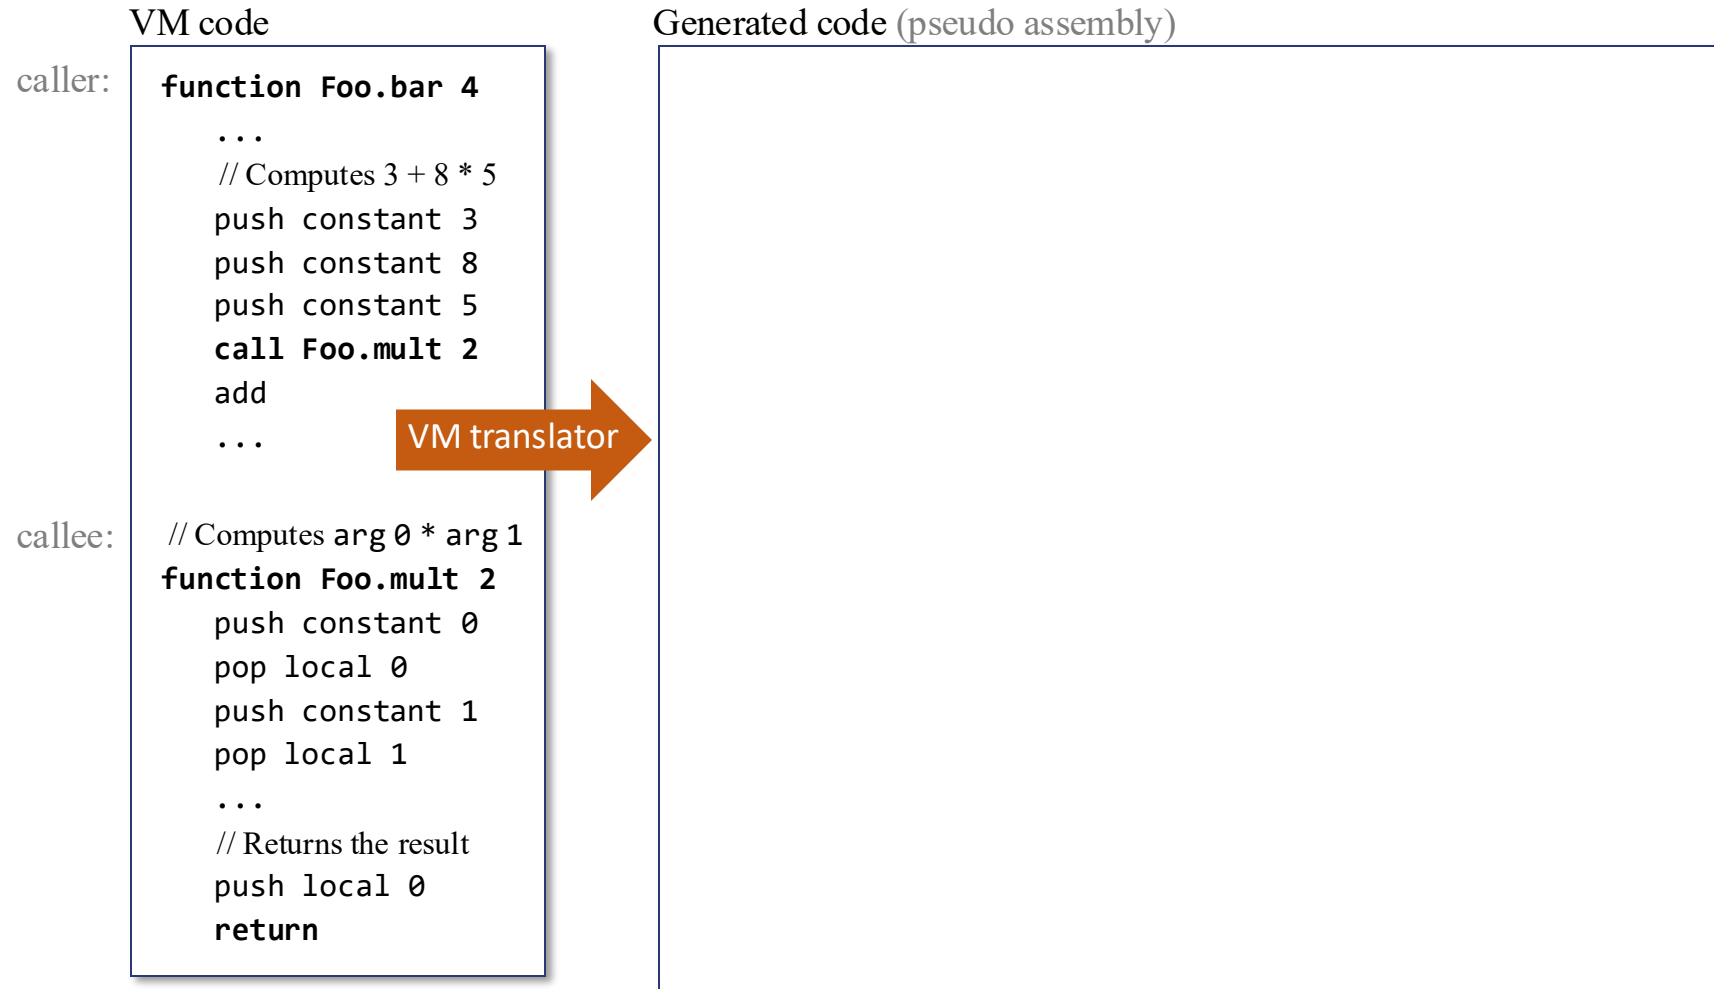 VM code
Generated code (pseudo assembly)
caller:
function Foo.bar 4
...
// Computes 3 + 8 * 5
push constant 3
push constant 8
push constant 5
call Foo.mult 2
add
...
VM translator
callee:
// Computes arg 0 * arg 1
function Foo.mult 2
push constant 0
pop local 0
push constant 1
pop local 1
...
// Returns the result
push local 0
return